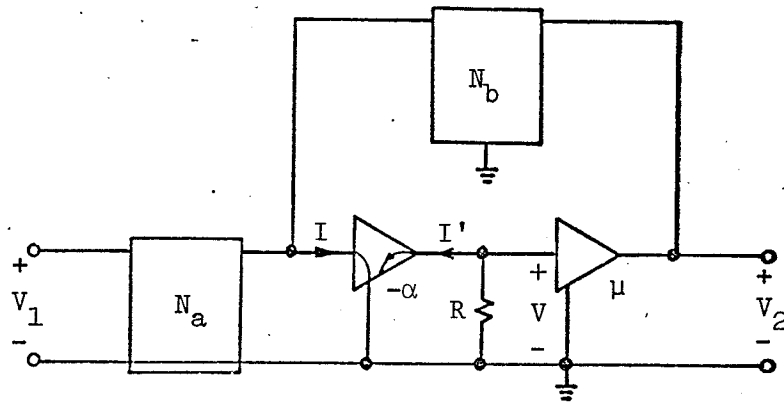 N_b
I
I'
+
V_1
-
N_a
-α
R
+
V
-
μ
+
V_2
-